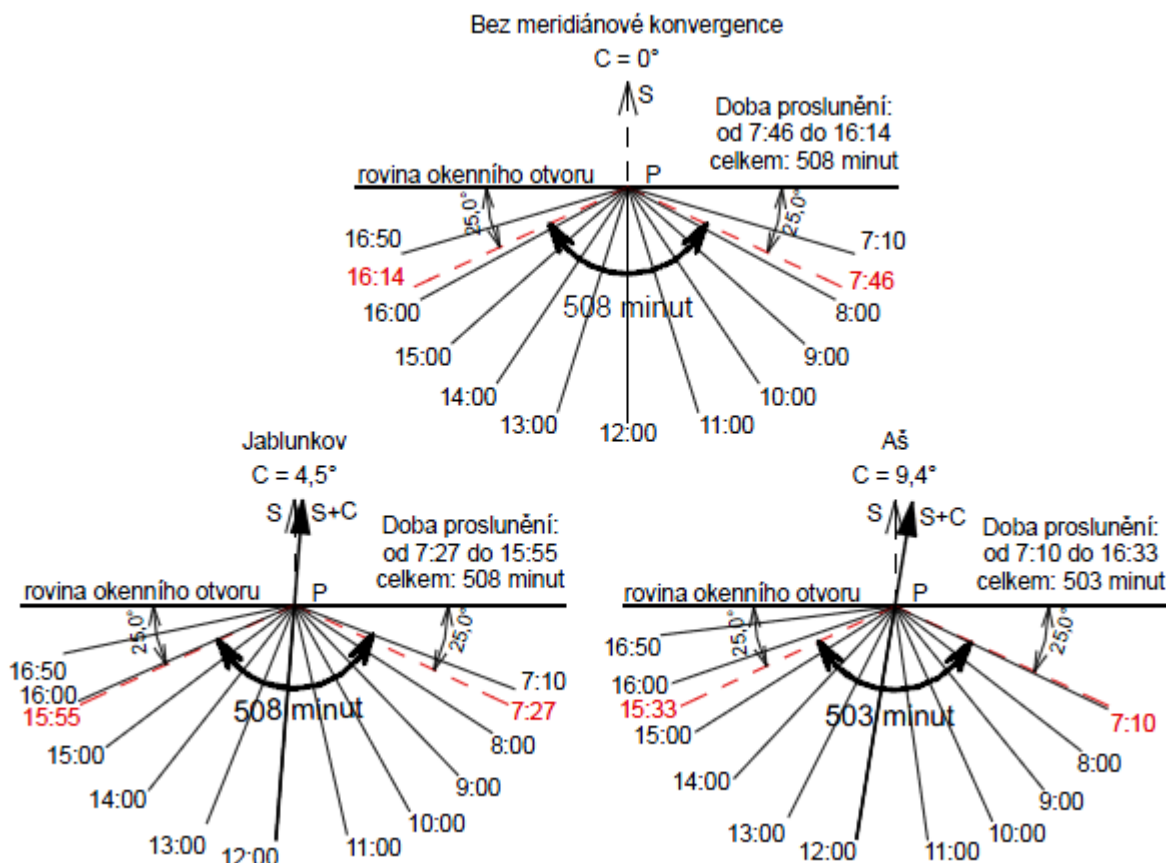 Bez meridiánové konvergence
C = 0°
S
Doba proslunění:
od 7:46 do 16:14
celkem: 508 minut
rovina okenního otvoru
P
25,0°
25,0°
16:50
7:10
16:14
7:46
16:00
508 minut
8:00
15:00
9:00
14:00
10:00
13:00
11:00
12:00
Jablunkov
C = 4,5°
S
S+C
Doba proslunění:
od 7:27 do 15:55
celkem: 508 minut
rovina okenního otvoru
P
25,0°
25,0°
16:50
7:10
16:00
15:55
7:27
508 minut
15:00
8:00
14:00
9:00
13:00
10:00
12:00
11:00
Aš
C = 9,4°
S
S+C
Doba proslunění:
od 7:10 do 16:33
celkem: 503 minut
rovina okenního otvoru
P
25,0°
25,0°
16:50
16:00
15:33
7:10
503 minut
15:00
8:00
14:00
9:00
13:00
10:00
12:00
11:00